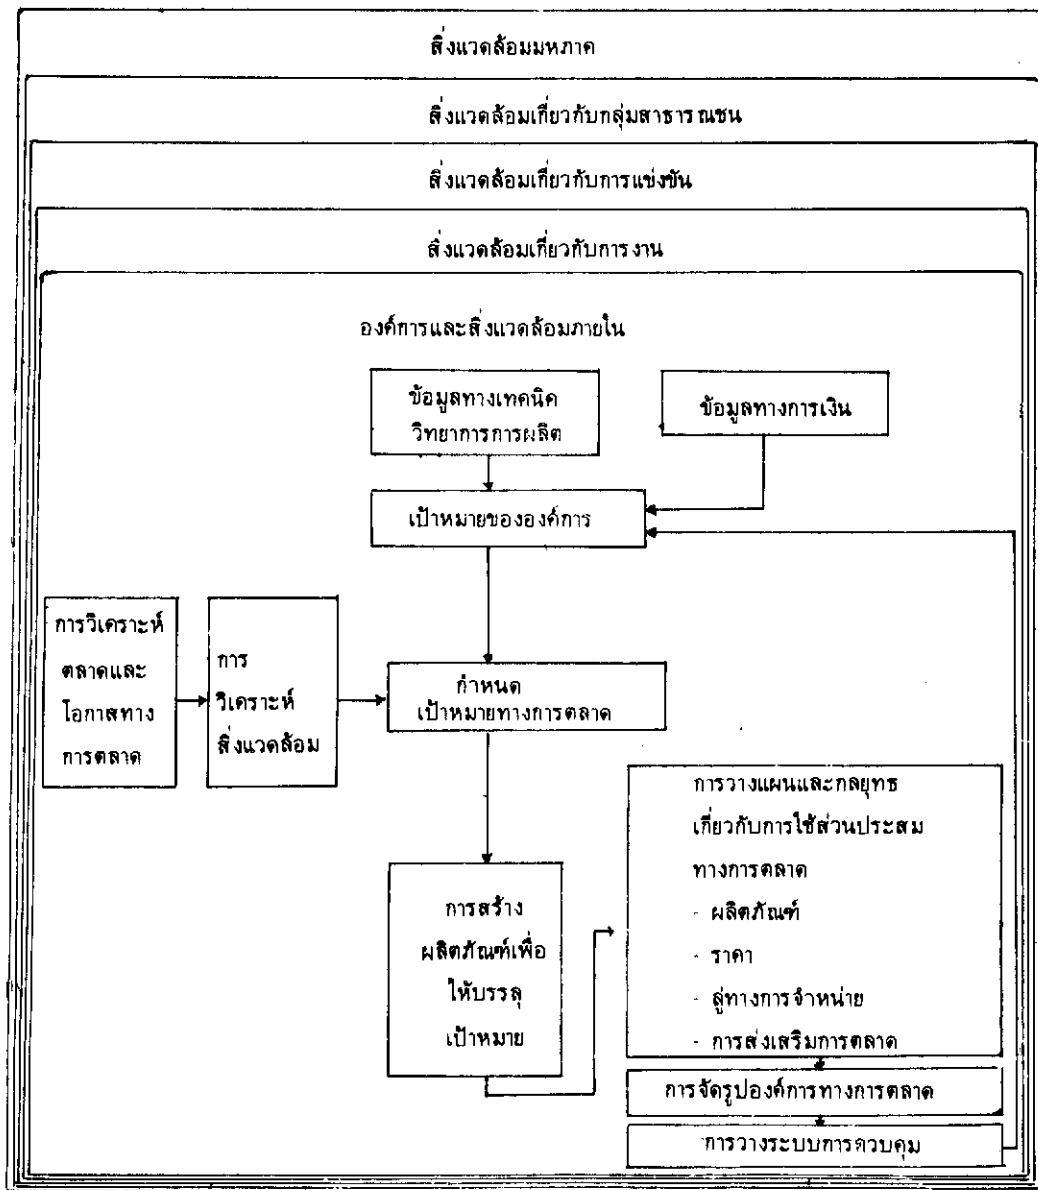 สิ่งแวดล้อมมหภาค
สิ่งแวดล้อมเกี่ยวกับกลุ่มสาธารณชน
สิ่งแวดล้อมเกี่ยวกับการแข่งขัน
สิ่งแวดล้อมเกี่ยวกับการงาน
องค์การและสิ่งแวดล้อมภายใน
ข้อมูลทางเทคนิค
วิทยาการการผลิต
ข้อมูลทางการเงิน
เป้าหมายขององค์การ
การวิเคราะห์
ตลาดและ
โอกาสทาง
การตลาด
การ
วิเคราะห์
สิ่งแวดล้อม
กำหนด
เป้าหมายทางการตลาด
การสร้าง
ผลิตภัณฑ์เพื่อ
ให้บรรลุ
เป้าหมาย
การวางแผนและกลยุทธ
เกี่ยวกับการใช้ส่วนประสม
ทางการตลาด
- ผลิตภัณฑ์
- ราคา
- ลู่ทางการจำหน่าย
- การส่งเสริมการตลาด
การจัดรูปองค์การทางการตลาด
การวางระบบการควบคุม